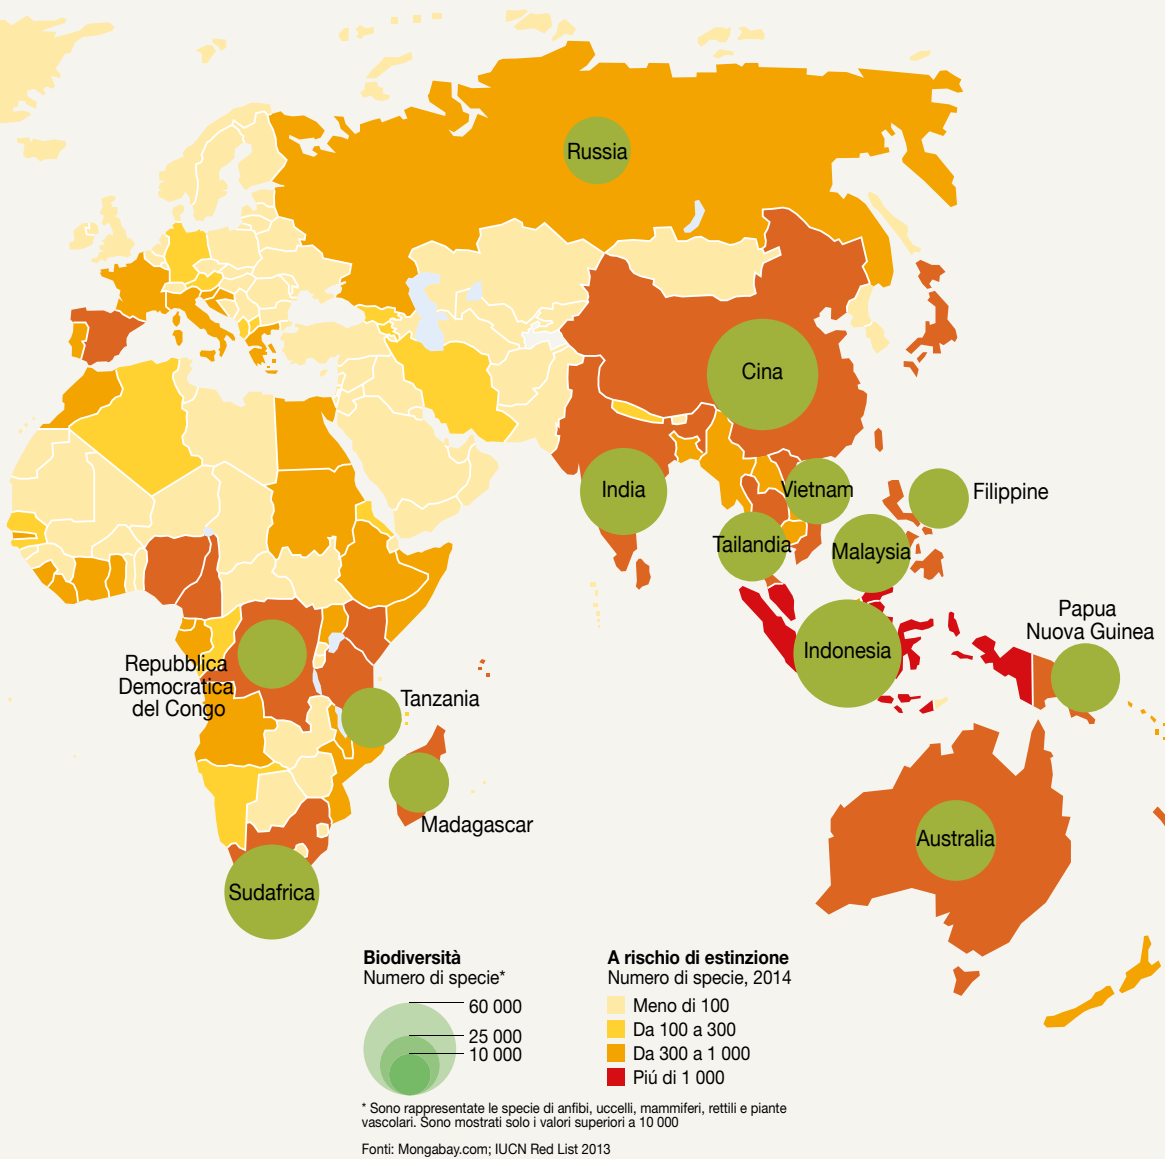 Russia
Cina
India
Vietnam
Filippine
Tailandia
Malaysia
Papua
Nuova Guinea
Indonesia
Repubblica
Democratica
del Congo
Tanzania
Madagascar
Australia
Sudafrica
Biodiversità
Numero di specie*
60 000
25 000
10 000
A rischio di estinzione
Numero di specie, 2014
Meno di 100
Da 100 a 300
Da 300 a 1 000
Piú di 1 000
* Sono rappresentate le specie di anfibi, uccelli, mammiferi, rettili e piante
vascolari. Sono mostrati solo i valori superiori a 10 000
Fonti: Mongabay.com; IUCN Red List 2013